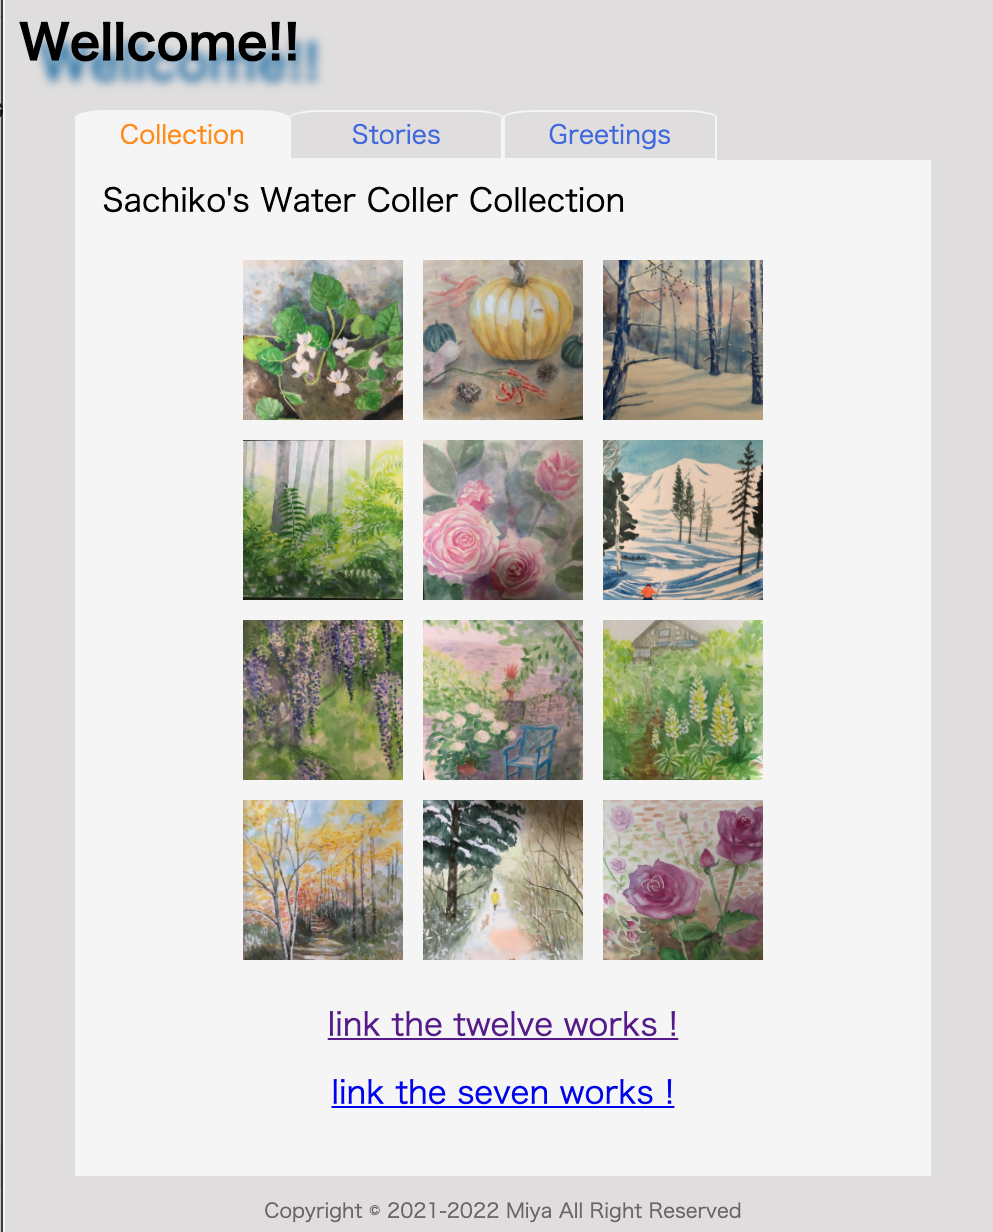 Wellcome!!
Collection
Stories
Greetings
Sachiko's Water Coller Collection
link the twelve works !
link the seven works !
Copyright © 2021-2022 Miya All Right Reserved